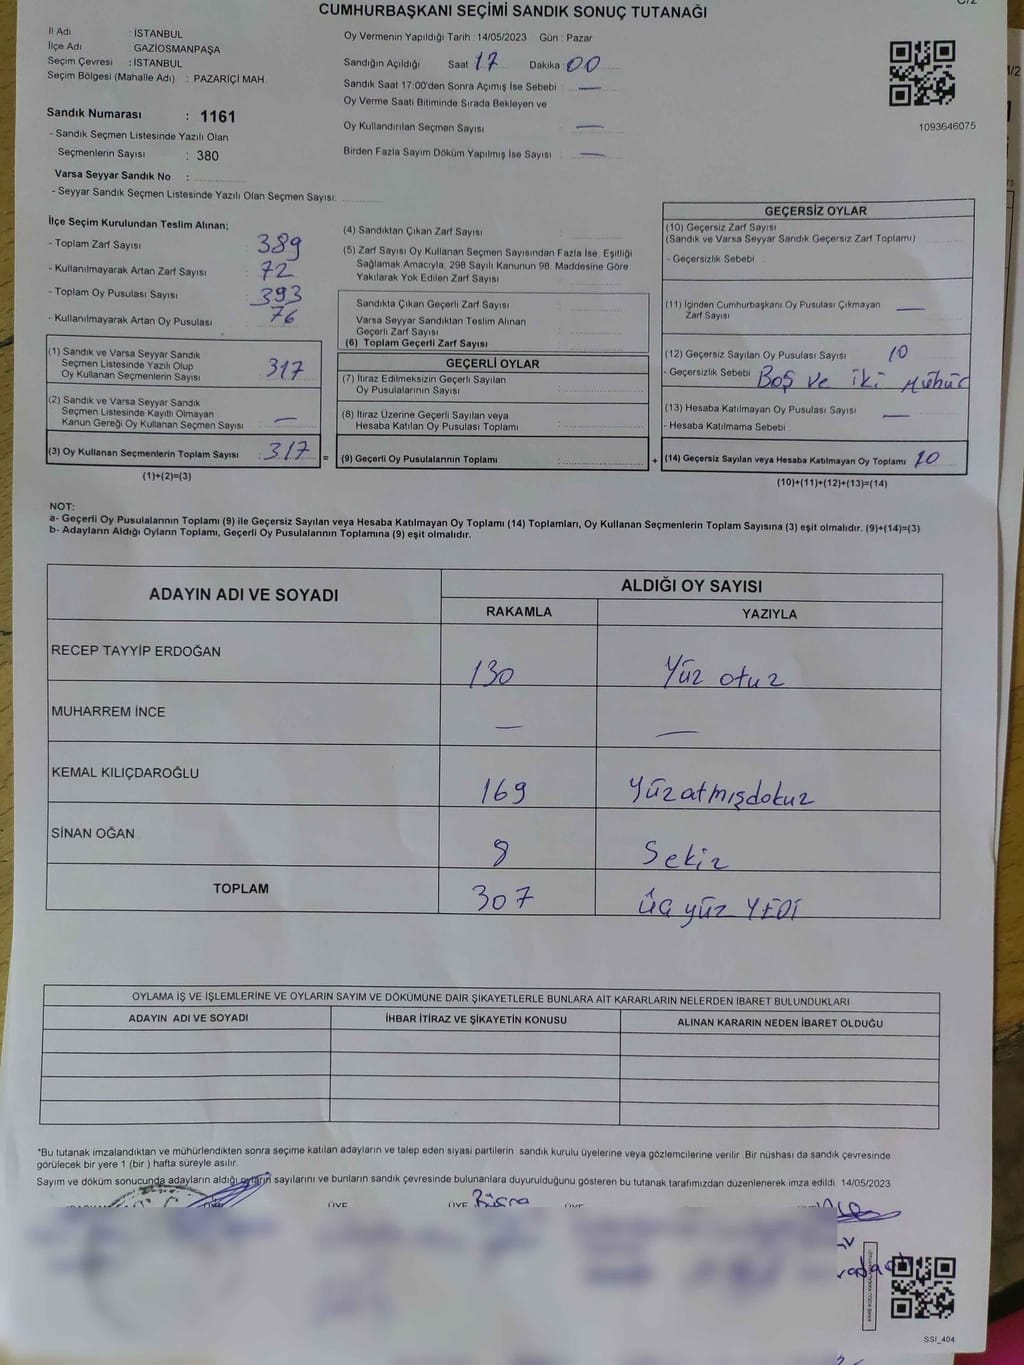 CUMHURBAŞKANI SEÇİMİ SANDIK SONUÇ TUTANAĞI
İl Adı : İSTANBUL
İlçe Adı GAZİOSMANPAŞA
Seçim Çevresi : İSTANBUL
Seçim Bölgesi (Mahalle Adı) : PAZARİÇİ MAH.
Sandık Numarası : 1161
- Sandık Seçmen Listesinde Yazılı Olan
Seçmenlerin Sayısı : 380
Varsa Seyyar Sandık No :
- Seyyar Sandık Seçmen Listesinde Yazılı Olan Seçmen Sayısı:
Oy Vermenin Yapıldığı Tarih : 14/05/2023 Gün : Pazar
Sandığın Açıldığı Saat 17 Dakika : 00
Sandık Saat 17:00'den Sonra Açımış İse Sebebi : —
Oy Verme Saati Bitiminde Sırada Bekleyen ve
Oy Kullandırılan Seçmen Sayısı : —
Birden Fazla Sayım Döküm Yapılmış İse Sayısı : —
1093646075
İlçe Seçim Kurulundan Teslim Alınan;
- Toplam Zarf Sayısı : 389
- Kullanılmayarak Artan Zarf Sayısı : 72
- Toplam Oy Pusulası Sayısı : 393
- Kullanılmayarak Artan Oy Pusulası : 76
(1) Sandık ve Varsa Seyyar Sandık
Seçmen Listesinde Yazılı Olup
Oy Kullanan Seçmenlerin Sayısı : 317
(2) Sandık ve Varsa Seyyar Sandık
Seçmen Listesinde Kayıtlı Olmayan
Kanun Gereği Oy Kullanan Seçmen Sayısı : —
(3) Oy Kullanan Seçmenlerin Toplam Sayısı : 317 =
(1)+(2)=(3)
(4) Sandıktan Çıkan Zarf Sayısı :
(5) Zarf Sayısı Oy Kullanan Seçmen Sayısından Fazla İse, Eşitliği
Sağlamak Amacıyla, 298 Sayılı Kanunun 98. Maddesine Göre
Yakılarak Yok Edilen Zarf Sayısı :
Sandıkta Çıkan Geçerli Zarf Sayısı :
Varsa Seyyar Sandıktan Teslim Alınan
Geçerli Zarf Sayısı :
(6) Toplam Geçerli Zarf Sayısı :
GEÇERLİ OYLAR
(7) İtiraz Edilmeksizin Geçerli Sayılan
Oy Pusulalarının Sayısı :
(8) İtiraz Üzerine Geçerli Sayılan veya
Hesaba Katılan Oy Pusulası Toplamı :
(9) Geçerli Oy Pusulalarının Toplamı : +
GEÇERSİZ OYLAR
(10) Geçersiz Zarf Sayısı
(Sandık ve Varsa Seyyar Sandık Geçersiz Zarf Toplamı) :
- Geçersizlik Sebebi :
(11) İçinden Cumhurbaşkanı Oy Pusulası Çıkmayan
Zarf Sayısı : —
(12) Geçersiz Sayılan Oy Pusulası Sayısı : 10
- Geçersizlik Sebebi : Boş ve iki mühür
(13) Hesaba Katılmayan Oy Pusulası Sayısı : —
- Hesaba Katılmama Sebebi :
(14) Geçersiz Sayılan veya Hesaba Katılmayan Oy Toplamı : 10
(10)+(11)+(12)+(13)=(14)
NOT:
a- Geçerli Oy Pusulalarının Toplamı (9) ile Geçersiz Sayılan veya Hesaba Katılmayan Oy Toplamı (14) Toplamları, Oy Kullanan Seçmenlerin Toplam Sayısına (3) eşit olmalıdır. (9)+(14)=(3)
b- Adayların Aldığı Oyların Toplamı, Geçerli Oy Pusulalarının Toplamına (9) eşit olmalıdır.
ADAYIN ADI VE SOYADI ALDIĞI OY SAYISI
RAKAMLA YAZIYLA
RECEP TAYYİP ERDOĞAN 130 Yüz otuz
MUHARREM İNCE — —
KEMAL KILIÇDAROĞLU 169 Yüzatmışdokuz
SİNAN OĞAN 8 Sekiz
TOPLAM 307 üç yüz YEDİ
OYLAMA İŞ VE İŞLEMLERİNE VE OYLARIN SAYIM VE DÖKÜMÜNE DAİR ŞİKAYETLERLE BUNLARA AİT KARARLARIN NELERDEN İBARET BULUNDUKLARI
ADAYIN ADI VE SOYADI İHBAR İTİRAZ VE ŞİKAYETİN KONUSU ALINAN KARARIN NEDEN İBARET OLDUĞU
*Bu tutanak imzalandıktan ve mühürlendikten sonra seçime katılan adayların ve talep eden siyasi partilerin sandık kurulu üyelerine veya gözlemcilerine verilir. Bir nüshası da sandık çevresinde
görülecek bir yere 1 (bir ) hafta süreyle asılır.
Sayım ve döküm sonucunda adayların aldığı oyların sayılarını ve bunların sandık çevresinde bulunanlara duyurulduğunu gösteren bu tutanak tarafımızdan düzenlenerek imza edildi. 14/05/2023
ÜYE ÜYE Büşra ÜYE
SSI_404